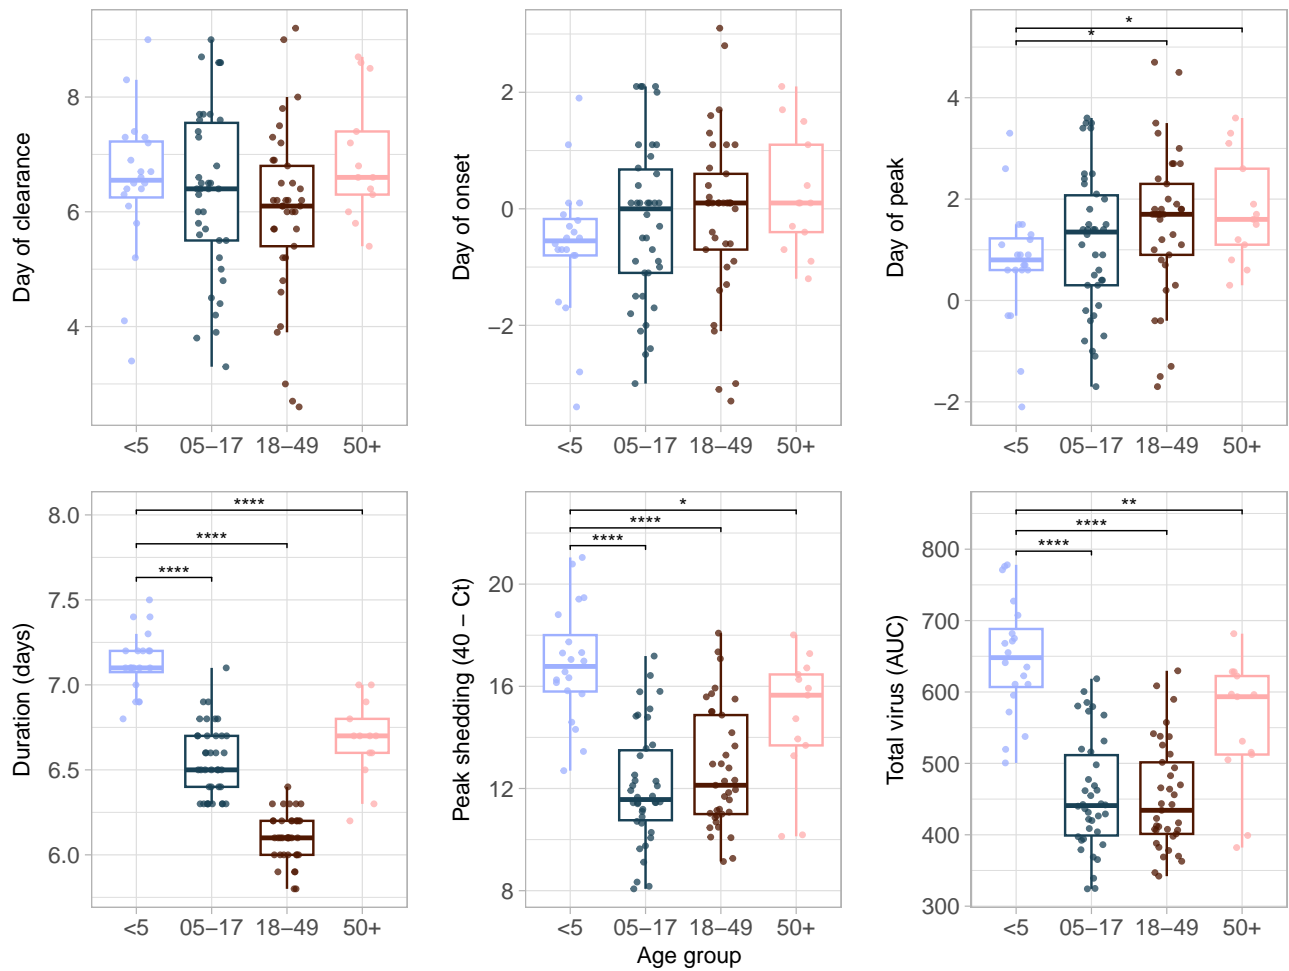 Day of clearance
8
6
4
<5 05−17 18−49 50+
Day of onset
2
0
−2
<5 05−17 18−49 50+
Day of peak
* 
*
4
2
0
−2
<5 05−17 18−49 50+
Duration (days)
****
****
****
8.0
7.5
7.0
6.5
6.0
<5 05−17 18−49 50+
Peak shedding (40 − Ct)
*
****
****
20
16
12
8
<5 05−17 18−49 50+
Age group
Total virus (AUC)
**
****
****
800
700
600
500
400
300
<5 05−17 18−49 50+